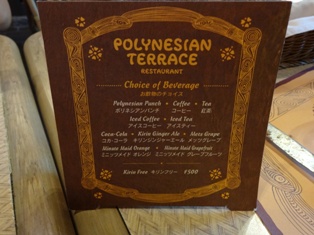 POLYNESIAN
TERRACE
RESTAURANT
Choice of Beverage
お飲物のチョイス
Polynesian Punch • Coffee • Tea
ポリネシアンパンチ コーヒー 紅茶
Iced Coffee • Iced Tea
アイスコーヒー アイスティー
Coca-Cola • Kirin Ginger Ale • Mets Grape
コカ・コーラ キリンジンジャーエール メッツグレープ
Minute Maid Orange • Minute Maid Grapefruit
ミニッツメイド オレンジ ミニッツメイド グレープフルーツ
Kirin Free キリンフリー ¥500